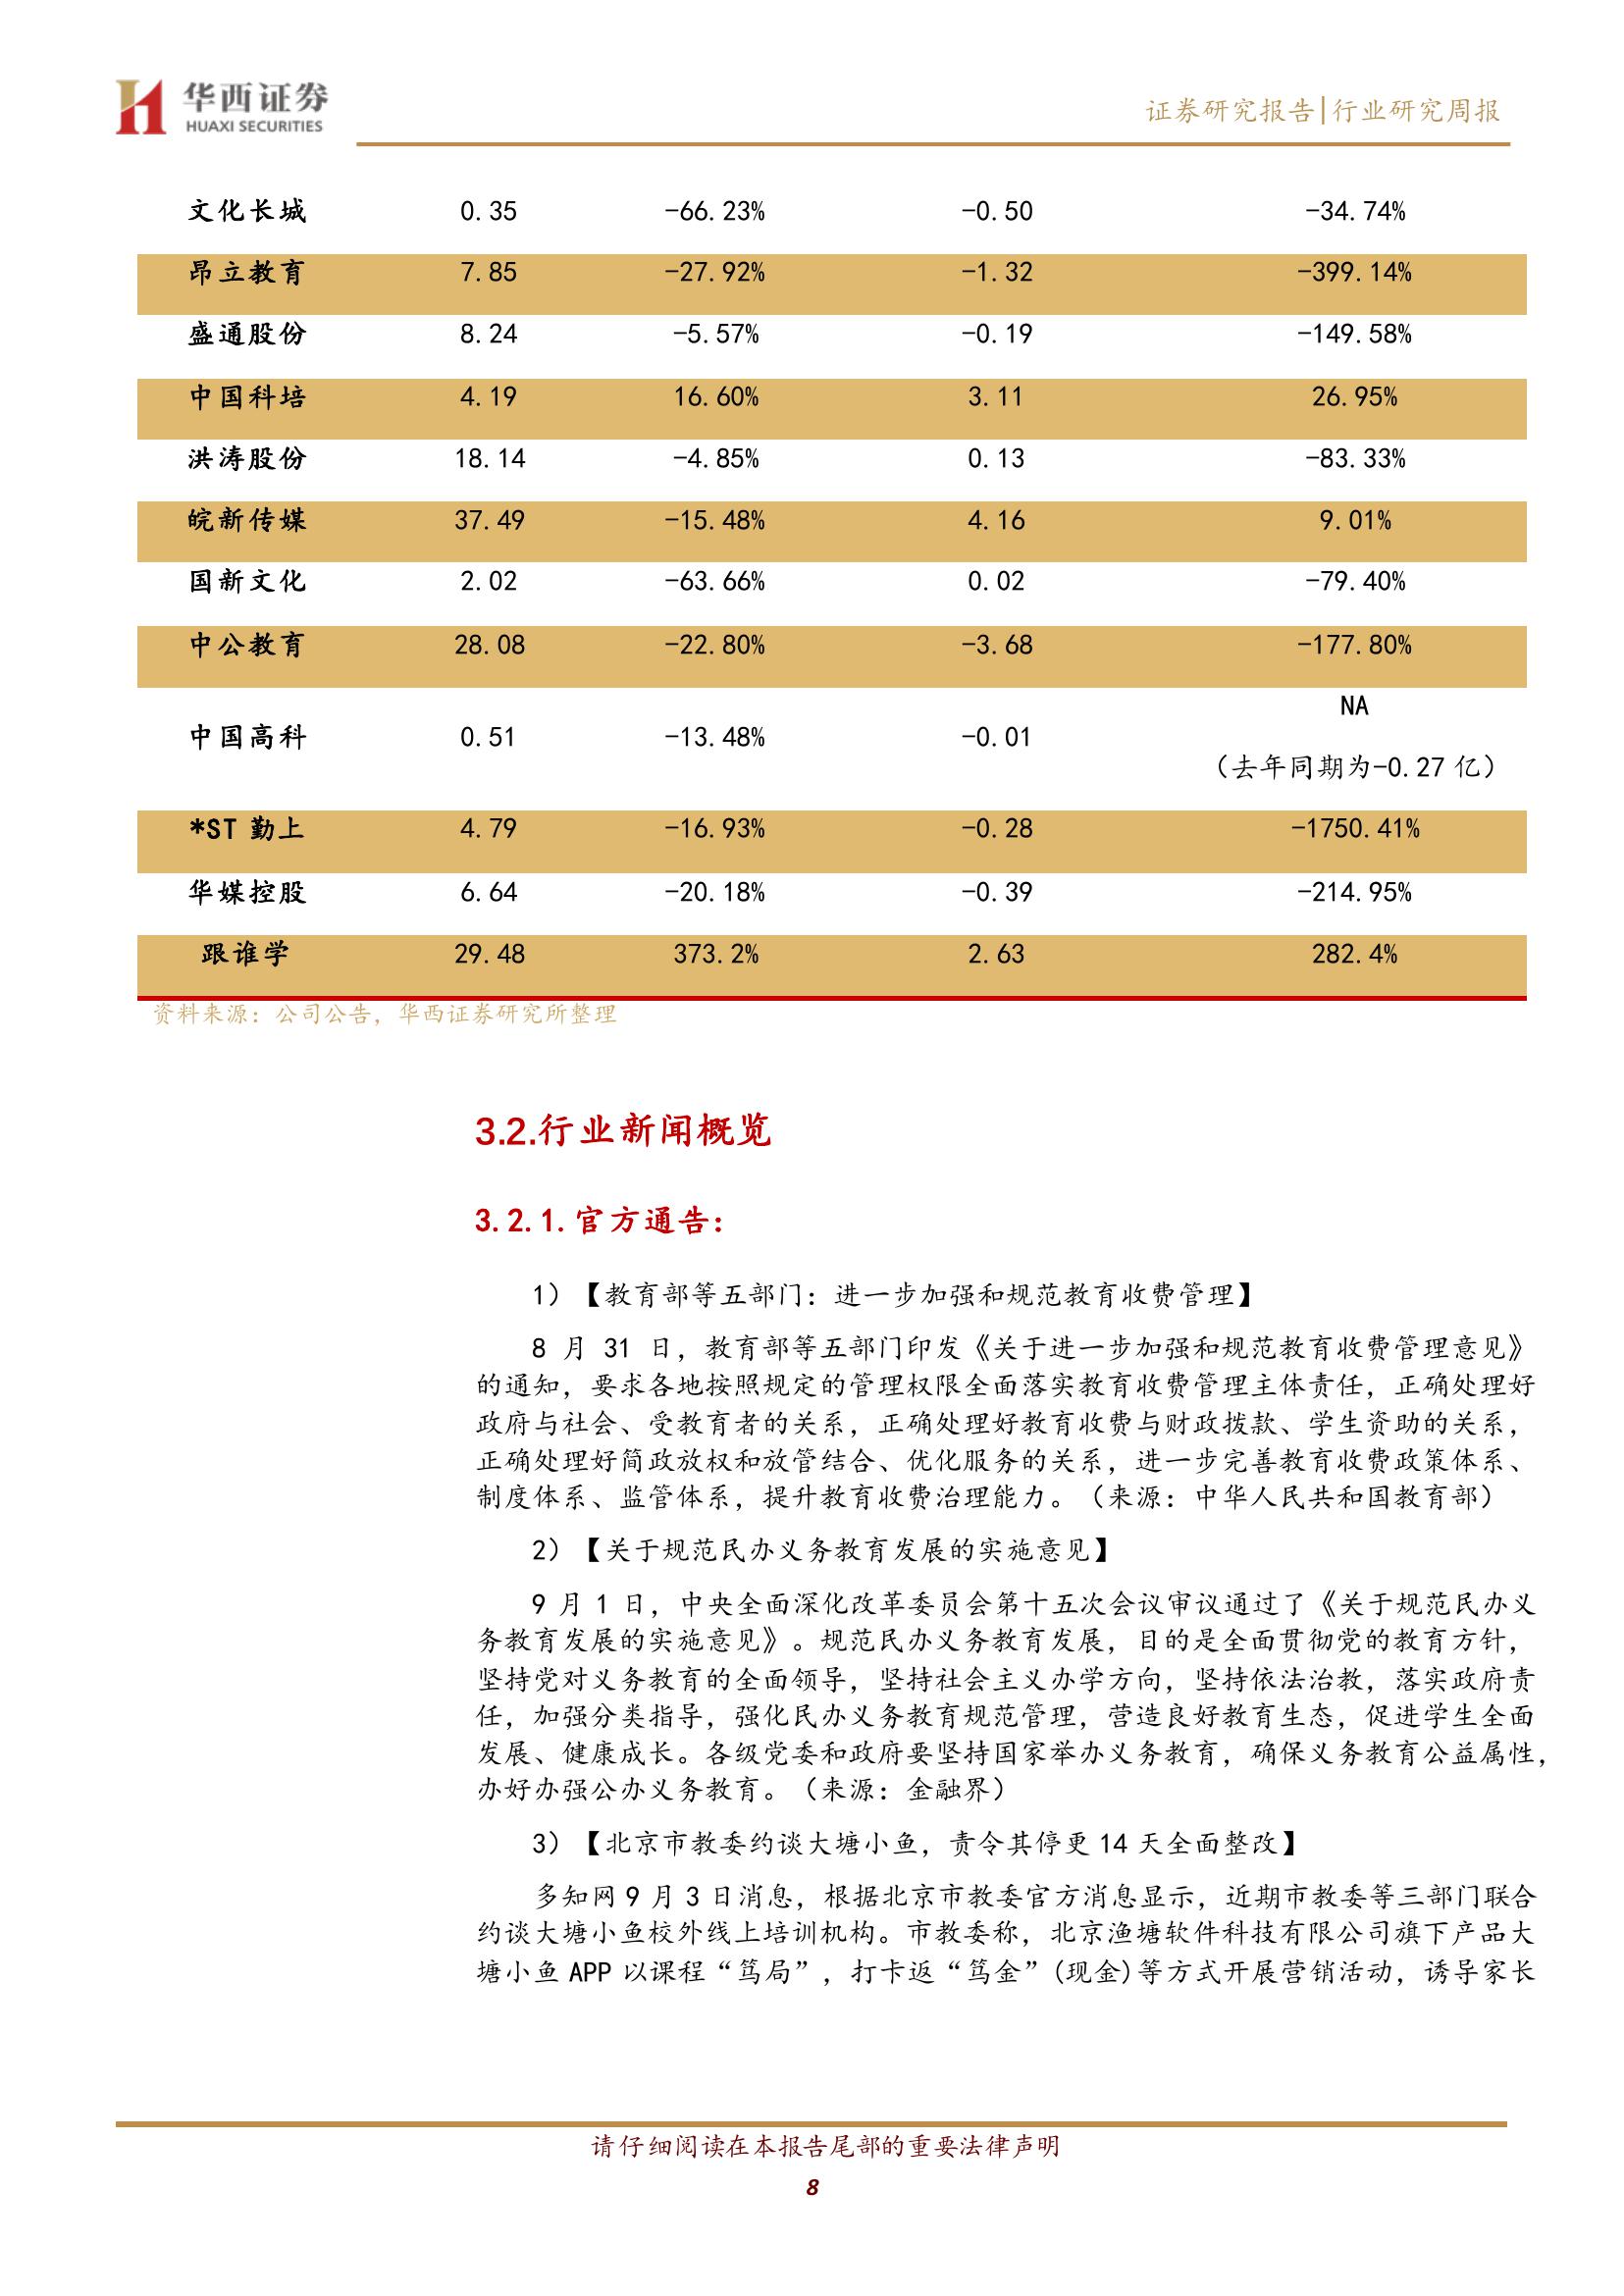 华西证券
HUAXI SECURITIES
证券研究报告|行业研究周报
文化长城 0.35 -66.23% -0.50 -34.74%
昂立教育 7.85 -27.92% -1.32 -399.14%
盛通股份 8.24 -5.57% -0.19 -149.58%
中国科培 4.19 16.60% 3.11 26.95%
洪涛股份 18.14 -4.85% 0.13 -83.33%
皖新传媒 37.49 -15.48% 4.16 9.01%
国新文化 2.02 -63.66% 0.02 -79.40%
中公教育 28.08 -22.80% -3.68 -177.80%
中国高科 0.51 -13.48% -0.01 NA
（去年同期为-0.27 亿）
*ST 勤上 4.79 -16.93% -0.28 -1750.41%
华媒控股 6.64 -20.18% -0.39 -214.95%
跟谁学 29.48 373.2% 2.63 282.4%
资料来源：公司公告，华西证券研究所整理
3.2.行业新闻概览
3.2.1.官方通告：
1）【教育部等五部门：进一步加强和规范教育收费管理】
8 月 31 日，教育部等五部门印发《关于进一步加强和规范教育收费管理意见》
的通知，要求各地按照规定的管理权限全面落实教育收费管理主体责任，正确处理好
政府与社会、受教育者的关系，正确处理好教育收费与财政拨款、学生资助的关系，
正确处理好简政放权和放管结合、优化服务的关系，进一步完善教育收费政策体系、
制度体系、监管体系，提升教育收费治理能力。（来源：中华人民共和国教育部）
2）【关于规范民办义务教育发展的实施意见】
9 月 1 日，中央全面深化改革委员会第十五次会议审议通过了《关于规范民办义
务教育发展的实施意见》。规范民办义务教育发展，目的是全面贯彻党的教育方针，
坚持党对义务教育的全面领导，坚持社会主义办学方向，坚持依法治教，落实政府责
任，加强分类指导，强化民办义务教育规范管理，营造良好教育生态，促进学生全面
发展、健康成长。各级党委和政府要坚持国家举办义务教育，确保义务教育公益属性，
办好办强公办义务教育。（来源：金融界）
3）【北京市教委约谈大塘小鱼，责令其停更 14 天全面整改】
多知网 9 月 3 日消息，根据北京市教委官方消息显示，近期市教委等三部门联合
约谈大塘小鱼校外线上培训机构。市教委称，北京渔塘软件科技有限公司旗下产品大
塘小鱼 APP 以课程“笃局”，打卡返“笃金”(现金)等方式开展营销活动，诱导家长
请仔细阅读在本报告尾部的重要法律声明
8